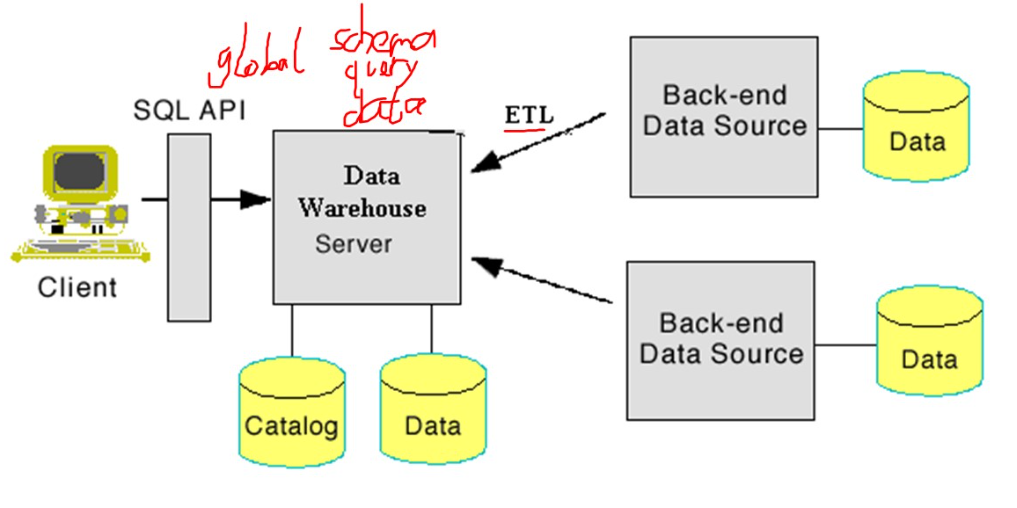 global schema
query
data
SQL API
ETL
Back-end
Data Source
Data
Data
Warehouse
Server
Client
Back-end
Data Source
Data
Catalog
Data